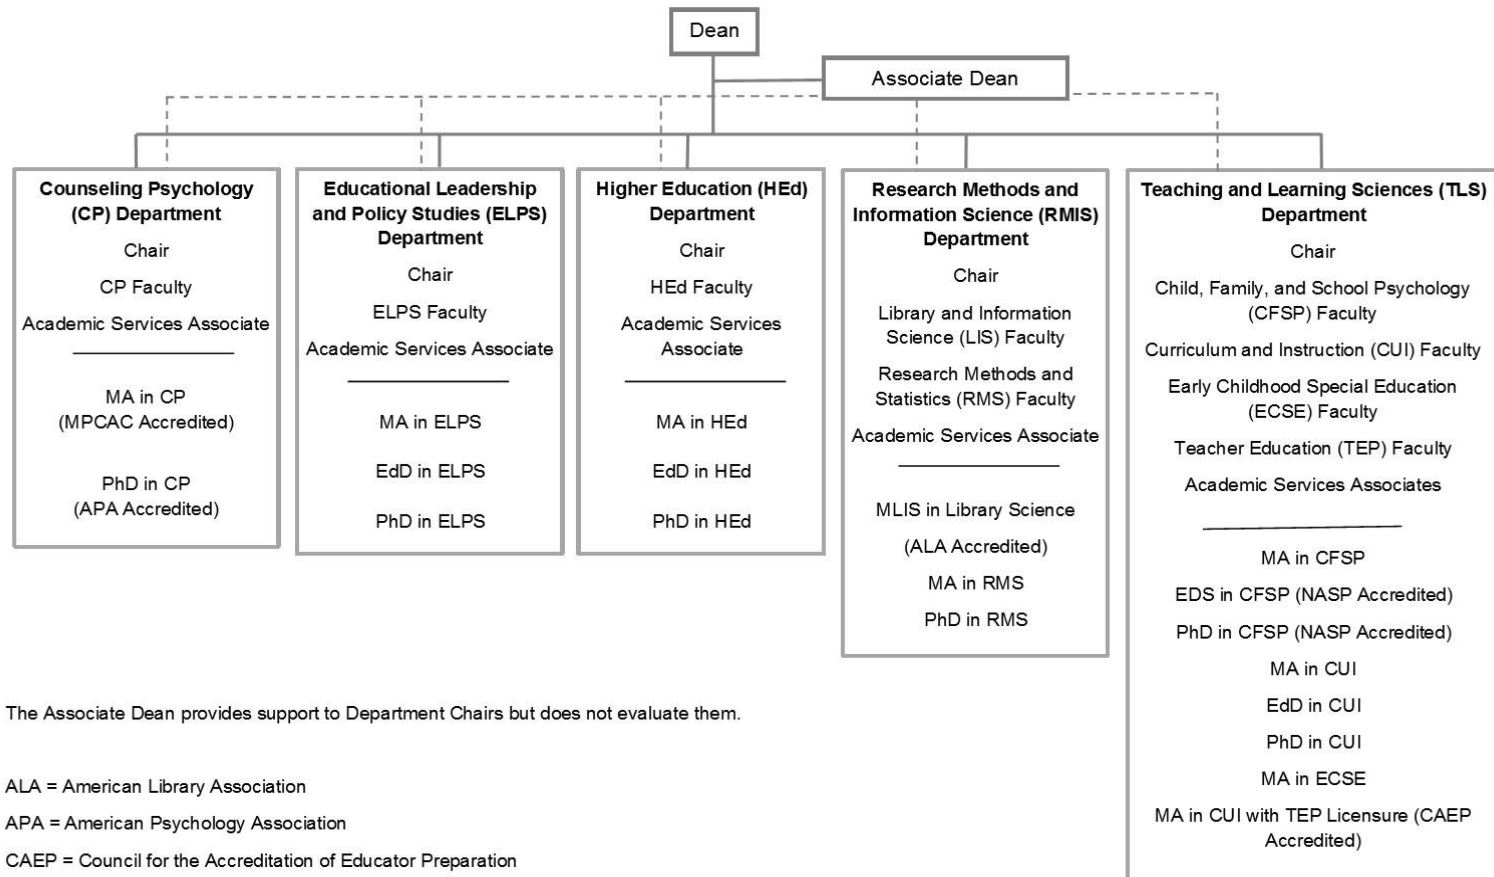 Dean
Associate Dean
Counseling Psychology
(CP) Department
Chair
CP Faculty
Academic Services Associate
MA in CP
(MPCAC Accredited)
PhD in CP
(APA Accredited)
Educational Leadership
and Policy Studies (ELPS)
Department
Chair
ELPS Faculty
Academic Services Associate
MA in ELPS
EdD in ELPS
PhD in ELPS
Higher Education (HEd)
Department
Chair
HEd Faculty
Academic Services
Associate
MA in HEd
EdD in HEd
PhD in HEd
Research Methods and
Information Science (RMIS)
Department
Chair
Library and Information
Science (LIS) Faculty
Research Methods and
Statistics (RMS) Faculty
Academic Services Associate
MLIS in Library Science
(ALA Accredited)
MA in RMS
PhD in RMS
Teaching and Learning Sciences (TLS)
Department
Chair
Child, Family, and School Psychology
(CFSP) Faculty
Curriculum and Instruction (CUI) Faculty
Early Childhood Special Education
(ECSE) Faculty
Teacher Education (TEP) Faculty
Academic Services Associates
MA in CFSP
EDS in CFSP (NASP Accredited)
PhD in CFSP (NASP Accredited)
MA in CUI
EdD in CUI
PhD in CUI
MA in ECSE
MA in CUI with TEP Licensure (CAEP
Accredited)
The Associate Dean provides support to Department Chairs but does not evaluate them.
ALA = American Library Association
APA = American Psychology Association
CAEP = Council for the Accreditation of Educator Preparation